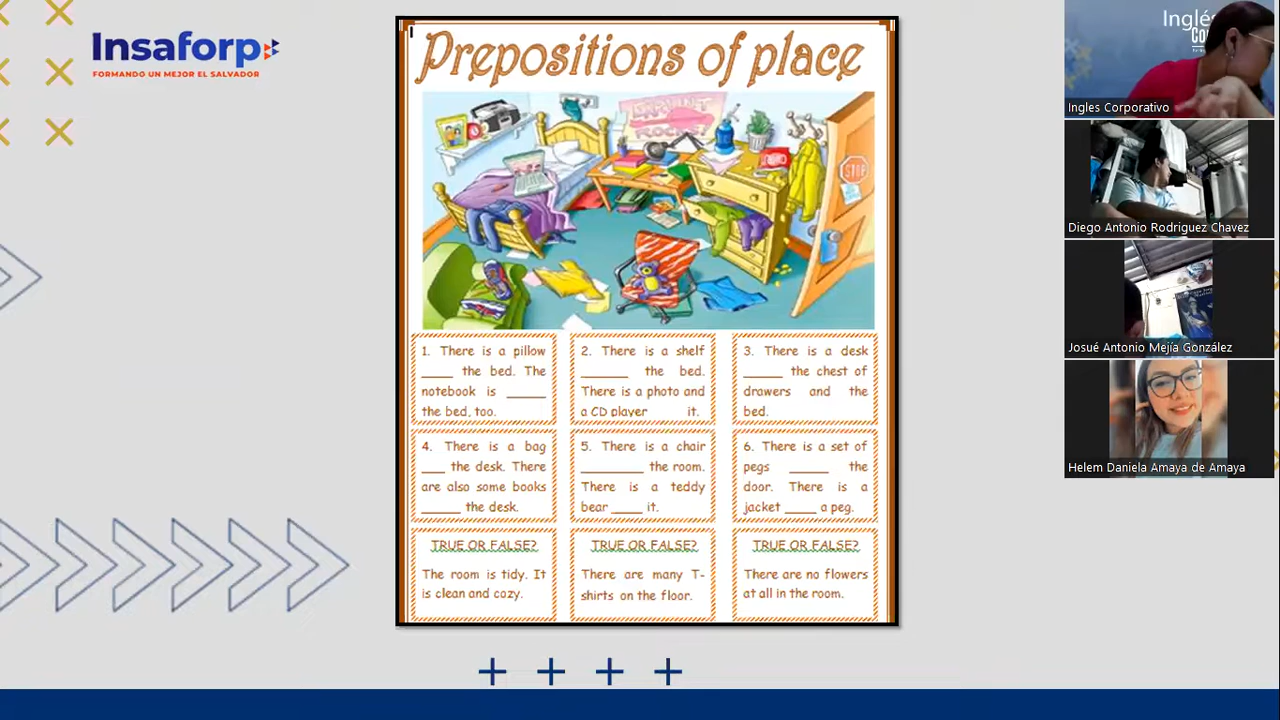 Insaforp
FORMANDO UN MEJOR EL SALVADOR
Prepositions of place
STOP
1. There is a pillow
____ the bed. The
notebook is _____
the bed, too.
2. There is a shelf
______ the bed.
There is a photo and
a CD player it.
3. There is a desk
_____ the chest of
drawers and the
bed.
4. There is a bag
___ the desk. There
are also some books
_____ the desk.
5. There is a chair
________ the room.
There is a teddy
bear ____ it.
6. There is a set of
pegs _____ the
door. There is a
jacket ____ a peg.
TRUE OR FALSE?
The room is tidy. It
is clean and cozy.
TRUE OR FALSE?
There are many T-
shirts on the floor.
TRUE OR FALSE?
There are no flowers
at all in the room.
Ingles Corporativo
Diego Antonio Rodriguez Chavez
Josué Antonio Mejía González
Helem Daniela Amaya de Amaya